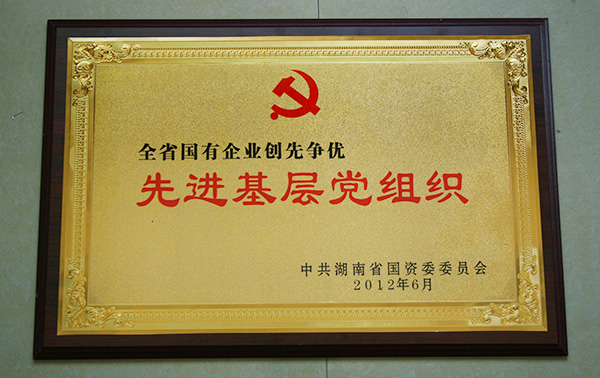 全省国有企业创先争优
先进基层党组织
中共湖南省国资委委员会
2012年6月